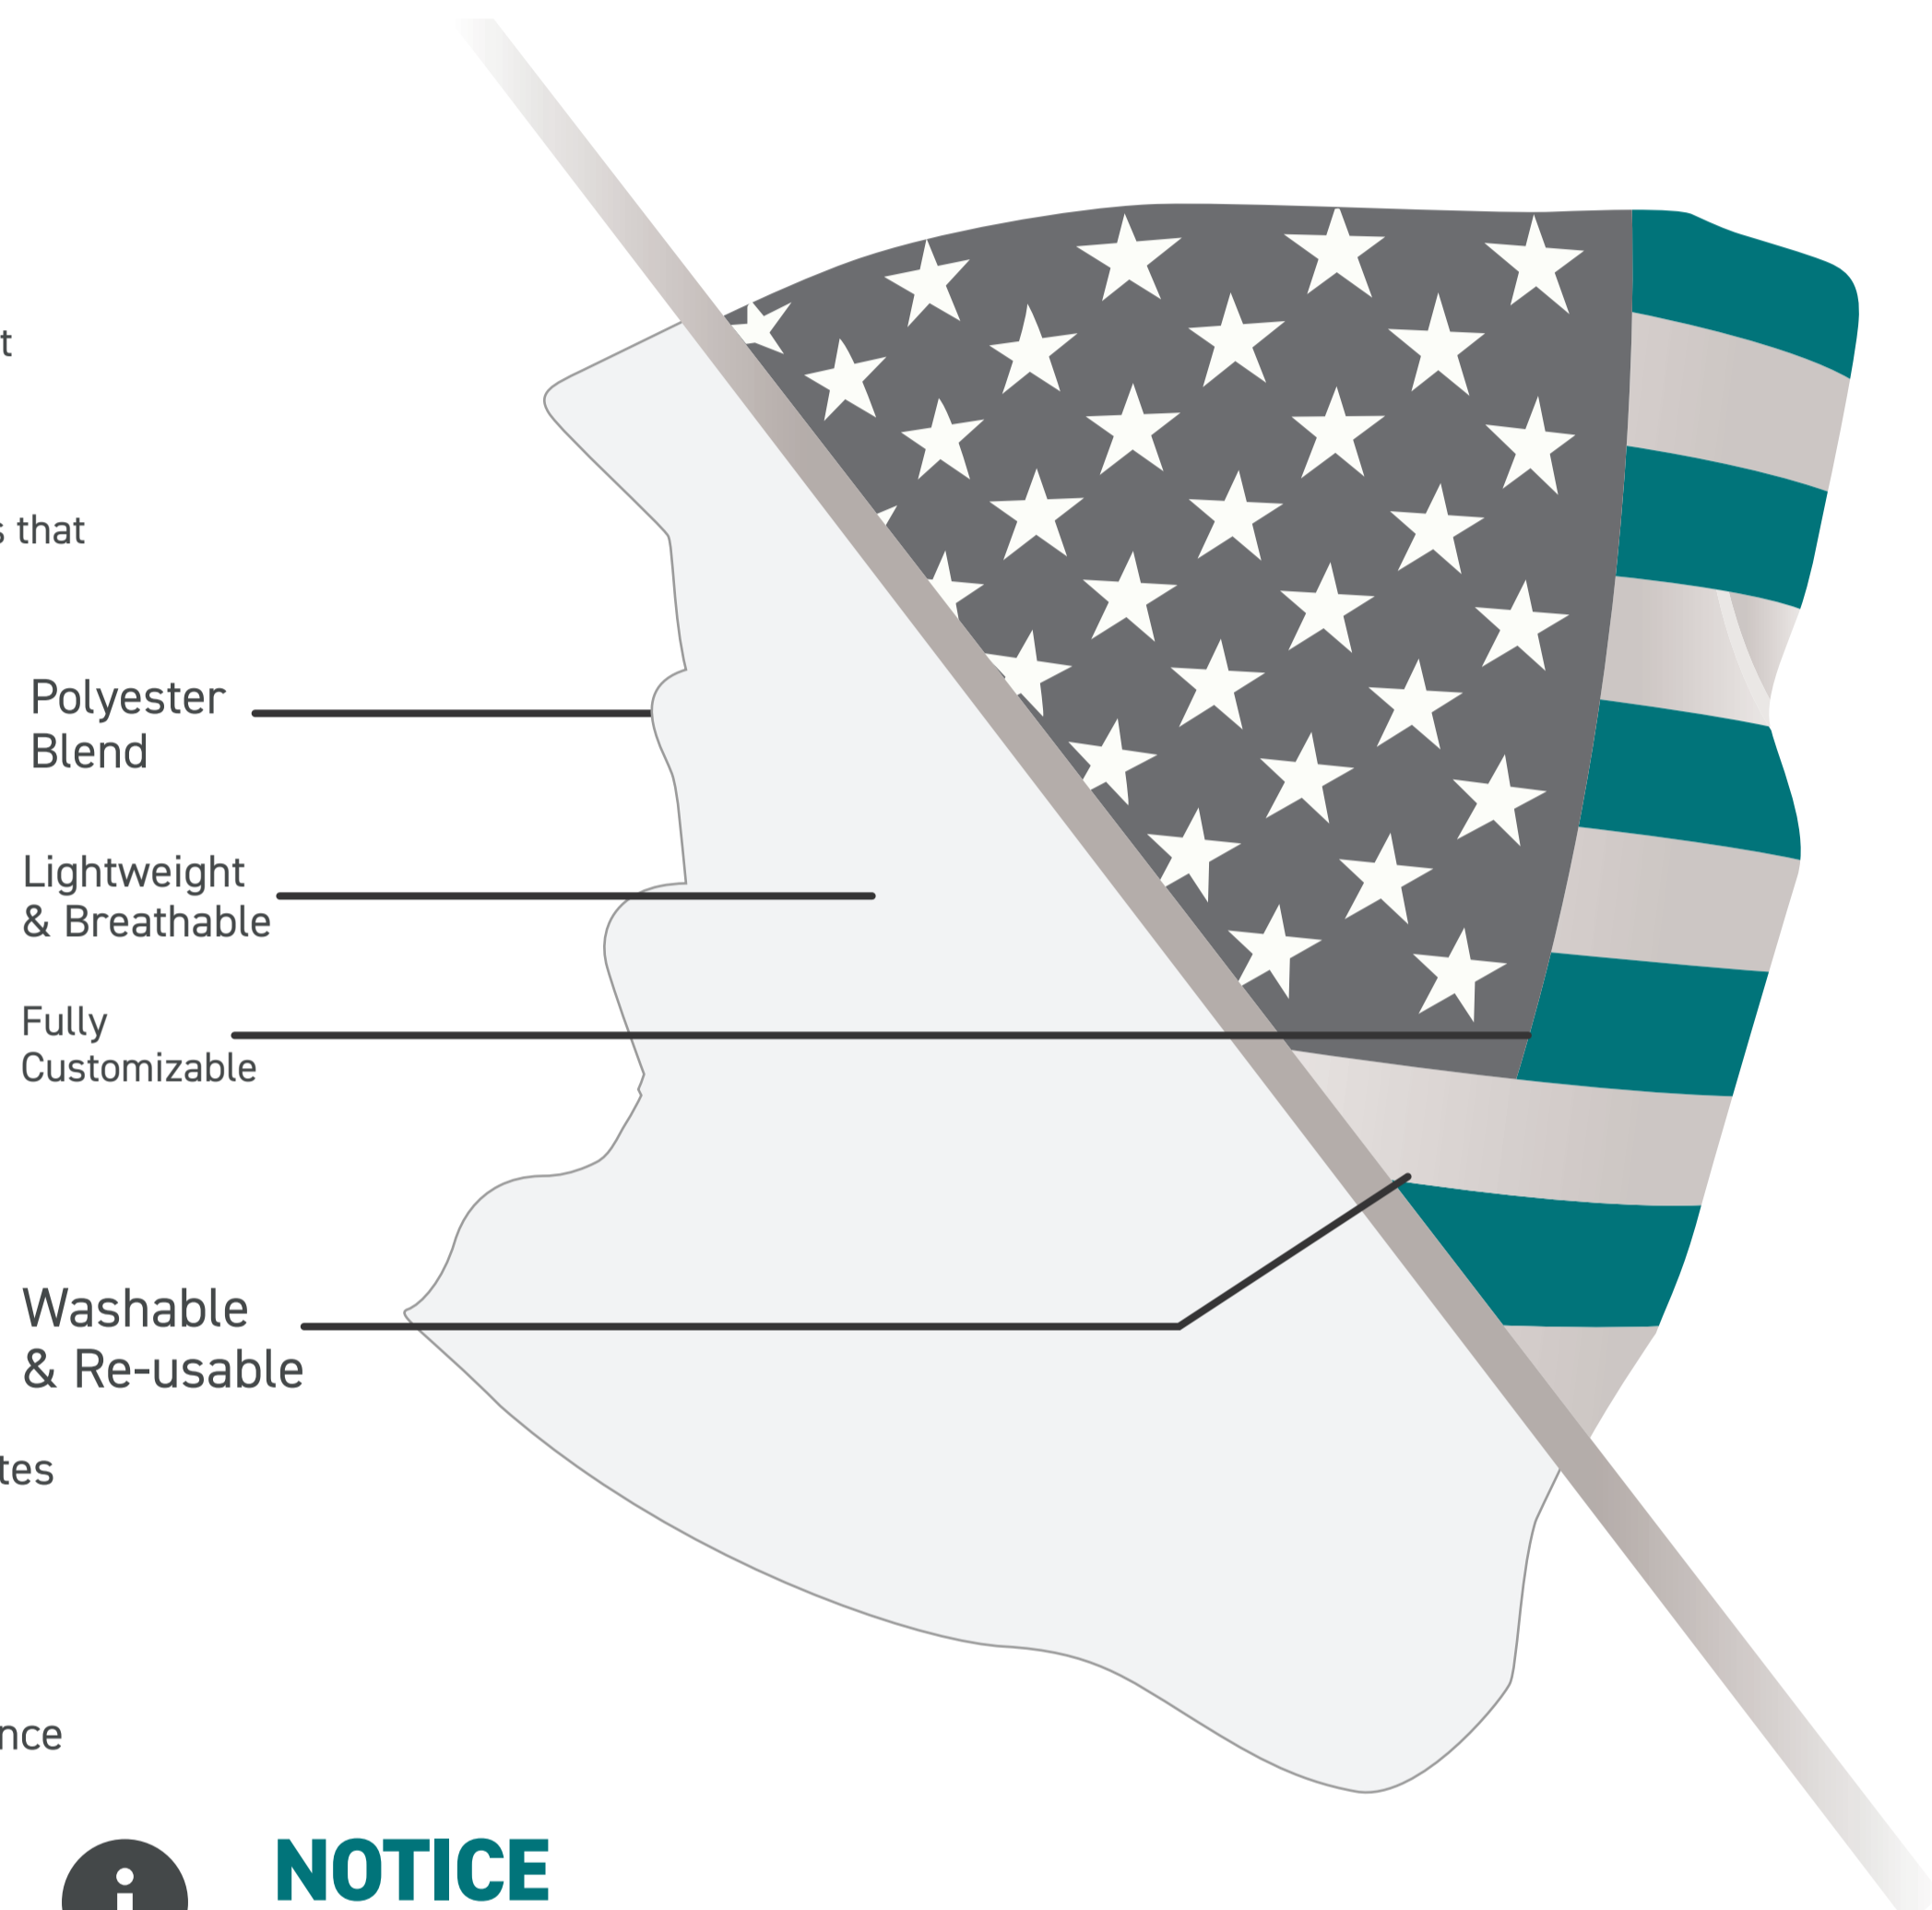 t
s that
Polyester
Blend
Lightweight
& Breathable
Fully
Customizable
Washable
& Re-usable
tes
nce
i
NOTICE